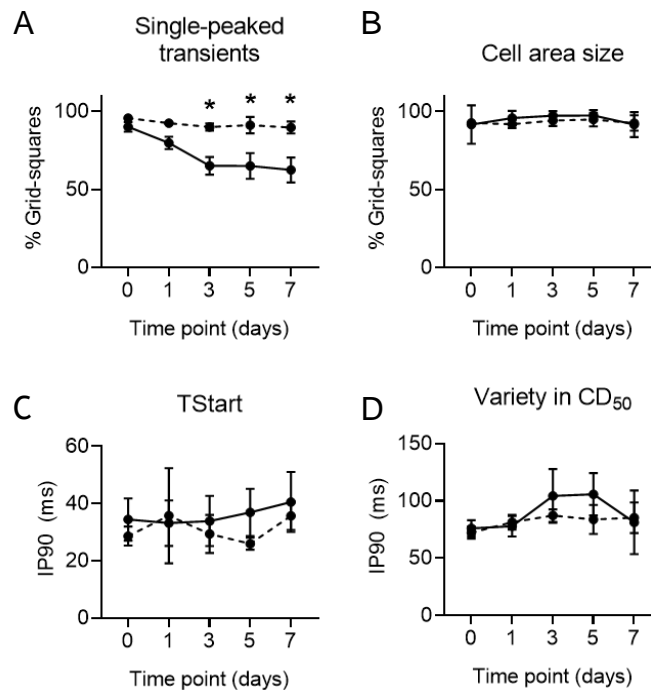 A
Single-peaked
transients
% Grid-squares
100
50
0
* * *
0 1 3 5 7
Time point (days)
B
Cell area size
% Grid-squares
100
50
0
0 1 3 5 7
Time point (days)
C
TStart
IP90 (ms)
60
40
20
0
0 1 3 5 7
Time point (days)
D
Variety in CD₅₀
IP90 (ms)
150
100
50
0
0 1 3 5 7
Time point (days)